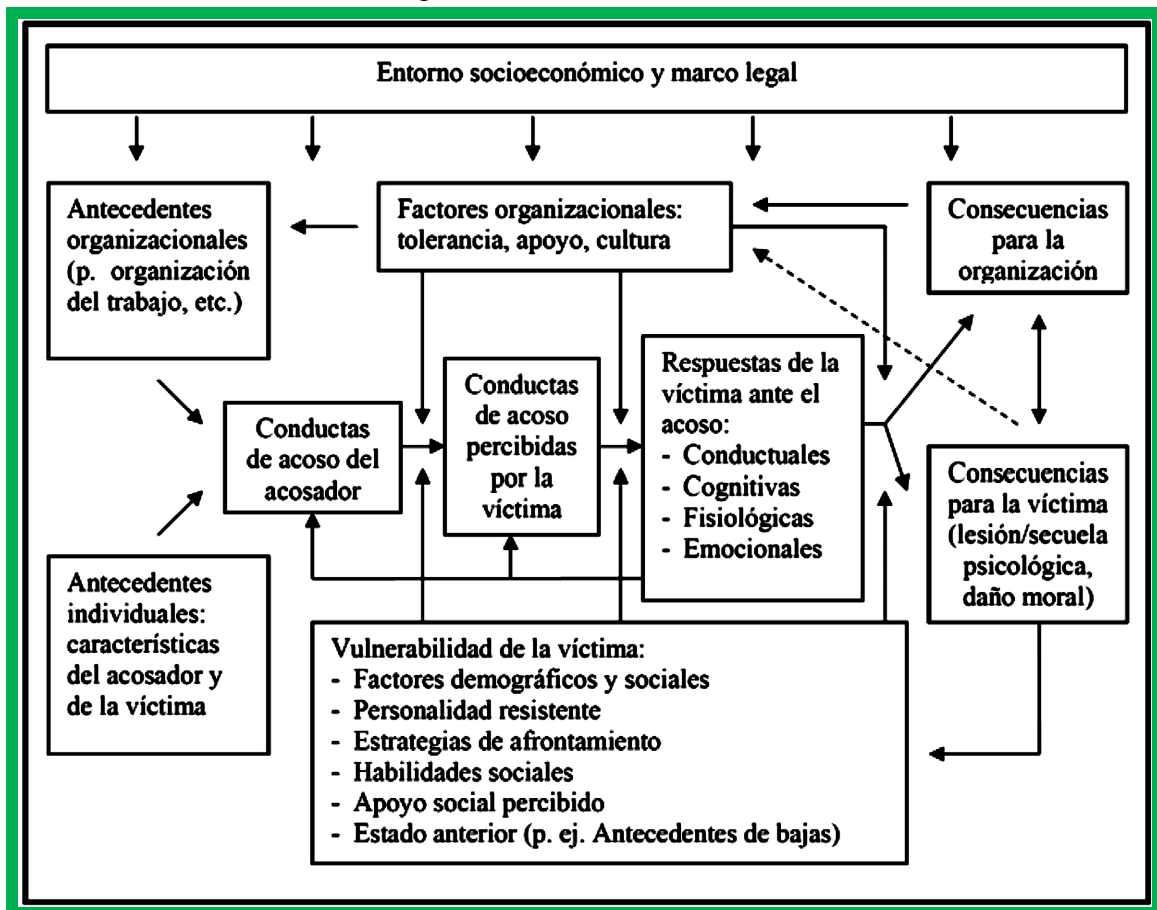 Entorno socioeconómico y marco legal
Antecedentes
organizacionales
(p. organización
del trabajo, etc.)
Factores organizacionales:
tolerancia, apoyo, cultura
Consecuencias
para la
organización
Conductas
de acoso del
acosador
Conductas
de acoso
percibidas
por la
víctima
Respuestas de la
víctima ante el
acoso:
- Conductuales
- Cognitivas
- Fisiológicas
- Emocionales
Consecuencias
para la víctima
(lesión/secuela
psicológica,
daño moral)
Antecedentes
individuales:
características
del acosador y
de la víctima
Vulnerabilidad de la víctima:
- Factores demográficos y sociales
- Personalidad resistente
- Estrategias de afrontamiento
- Habilidades sociales
- Apoyo social percibido
- Estado anterior (p. ej. Antecedentes de bajas)